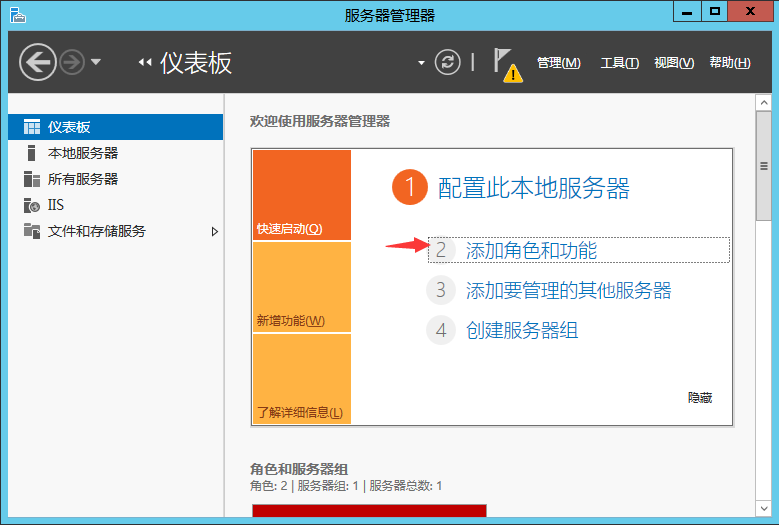 服务器管理器
仪表板
管理(M) 工具(T) 视图(V) 帮助(H)
仪表板
本地服务器
所有服务器
IIS
文件和存储服务
欢迎使用服务器管理器
快速启动(Q)
新增功能(W)
了解详细信息(L)
1 配置此本地服务器
2 添加角色和功能
3 添加要管理的其他服务器
4 创建服务器组
隐藏
角色和服务器组
角色: 2 | 服务器组: 1 | 服务器总数: 1